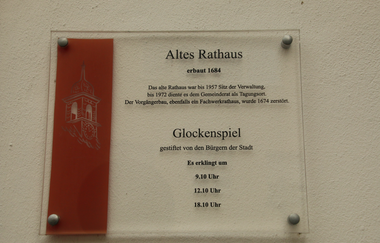 Altes Rathaus
erbaut 1684
Das alte Rathaus war bis 1957 Sitz der Verwaltung,
bis 1972 diente es dem Gemeinderat als Tagungsort.
Der Vorgängerbau, ebenfalls ein Fachwerkrathaus, wurde 1674 zerstört.
Glockenspiel
gestiftet von den Bürgern der Stadt
Es erklingt um
9.10 Uhr
12.10 Uhr
18.10 Uhr